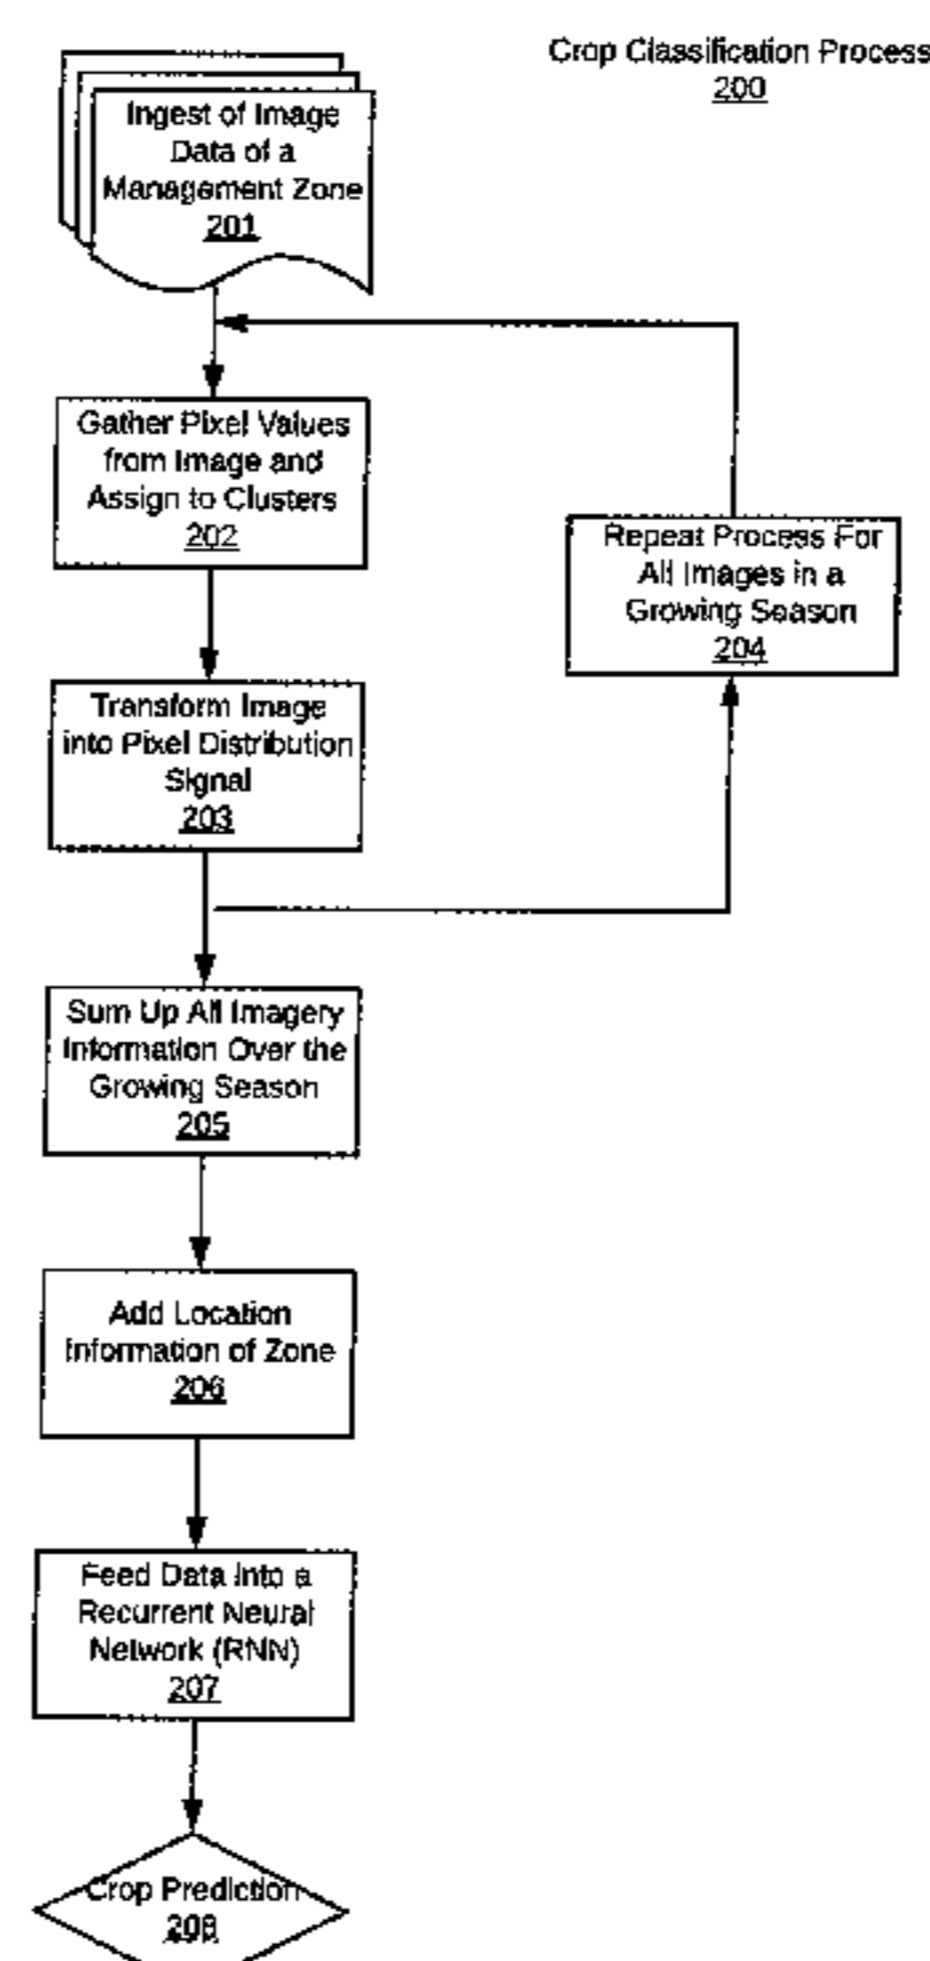 Crop Classification Process
200
Ingest of Image
Data of a
Management Zone
201
Gather Pixel Values
from Image and
Assign to Clusters
202
Repeat Process For
All Images in a
Growing Season
204
Transform Image
into Pixel Distribution
Signal
203
Sum Up All Imagery
Information Over the
Growing Season
205
Add Location
Information of Zone
206
Feed Data Into a
Recurrent Neural
Network (RNN)
207
Crop Prediction
208